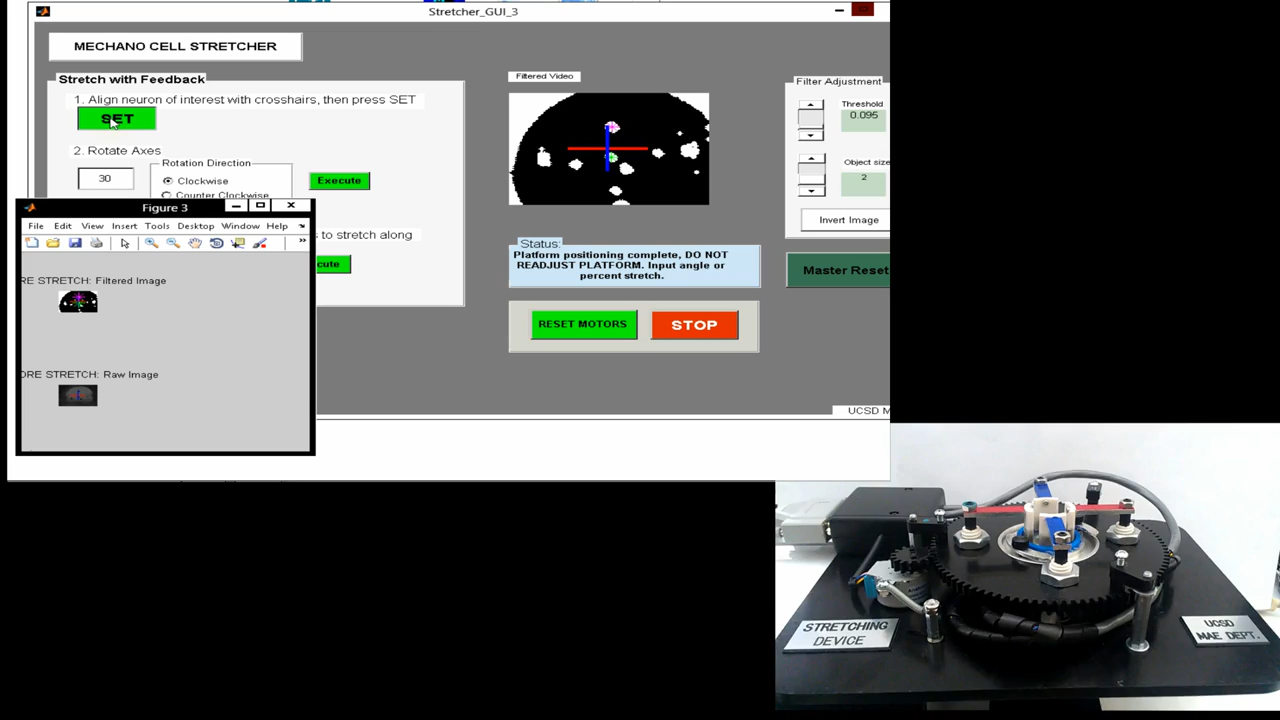 Stretcher_GUI_3
MECHANO CELL STRETCHER
Stretch with Feedback
1. Align neuron of interest with crosshairs, then press SET
SET
2. Rotate Axes
30
Rotation Direction
Clockwise
Counter Clockwise
Execute
s to stretch along
cute
Figure 3
File Edit View Insert Tools Desktop Window Help
RE STRETCH: Filtered Image
ORE STRETCH: Raw Image
Filtered Video
Status:
Platform positioning complete, DO NOT
READJUST PLATFORM. Input angle or
percent stretch.
RESET MOTORS
STOP
Filter Adjustment
Threshold
0.095
Object size
2
Invert Image
Master Reset
UCSD M
STRETCHING
DEVICE
UCSD
MAE DEPT.